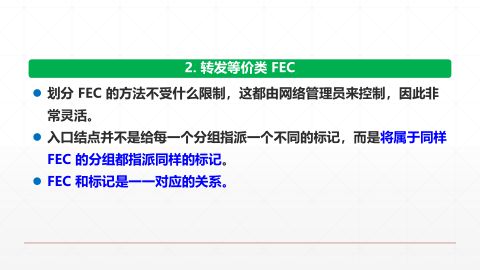 2. 转发等价类 FEC
划分 FEC 的方法不受什么限制，这都由网络管理员来控制，因此非
常灵活。
入口结点并不是给每一个分组指派一个不同的标记，而是将属于同样
FEC 的分组都指派同样的标记。
FEC 和标记是一一对应的关系。